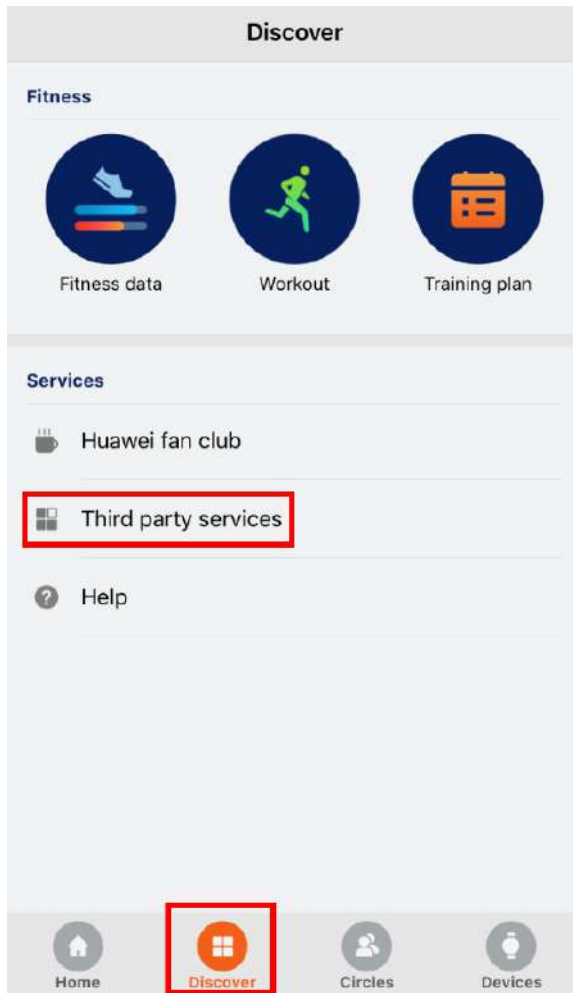 Discover
Fitness
Fitness data Workout Training plan
Services
Huawei fan club
Third party services
? Help
Home Discover Circles Devices